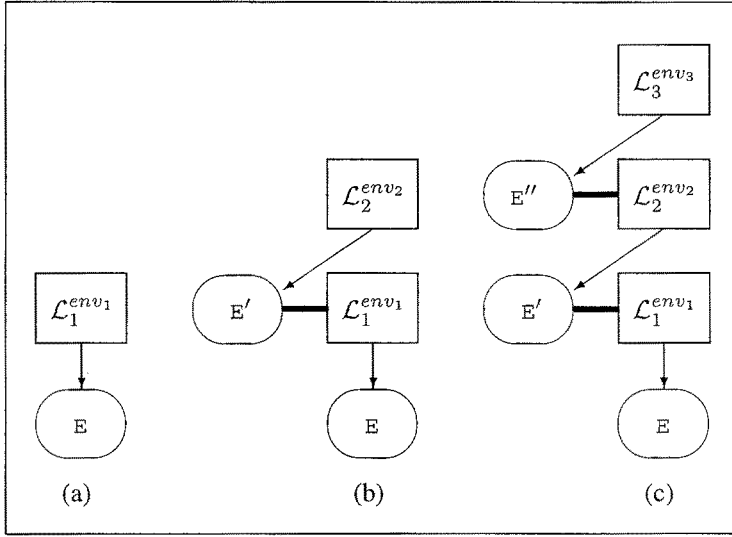 ℒ₃^{env₃}
ℒ₂^{env₂} E″ ℒ₂^{env₂}
ℒ₁^{env₁} E′ ℒ₁^{env₁} E′ ℒ₁^{env₁}
E E E
(a) (b) (c)